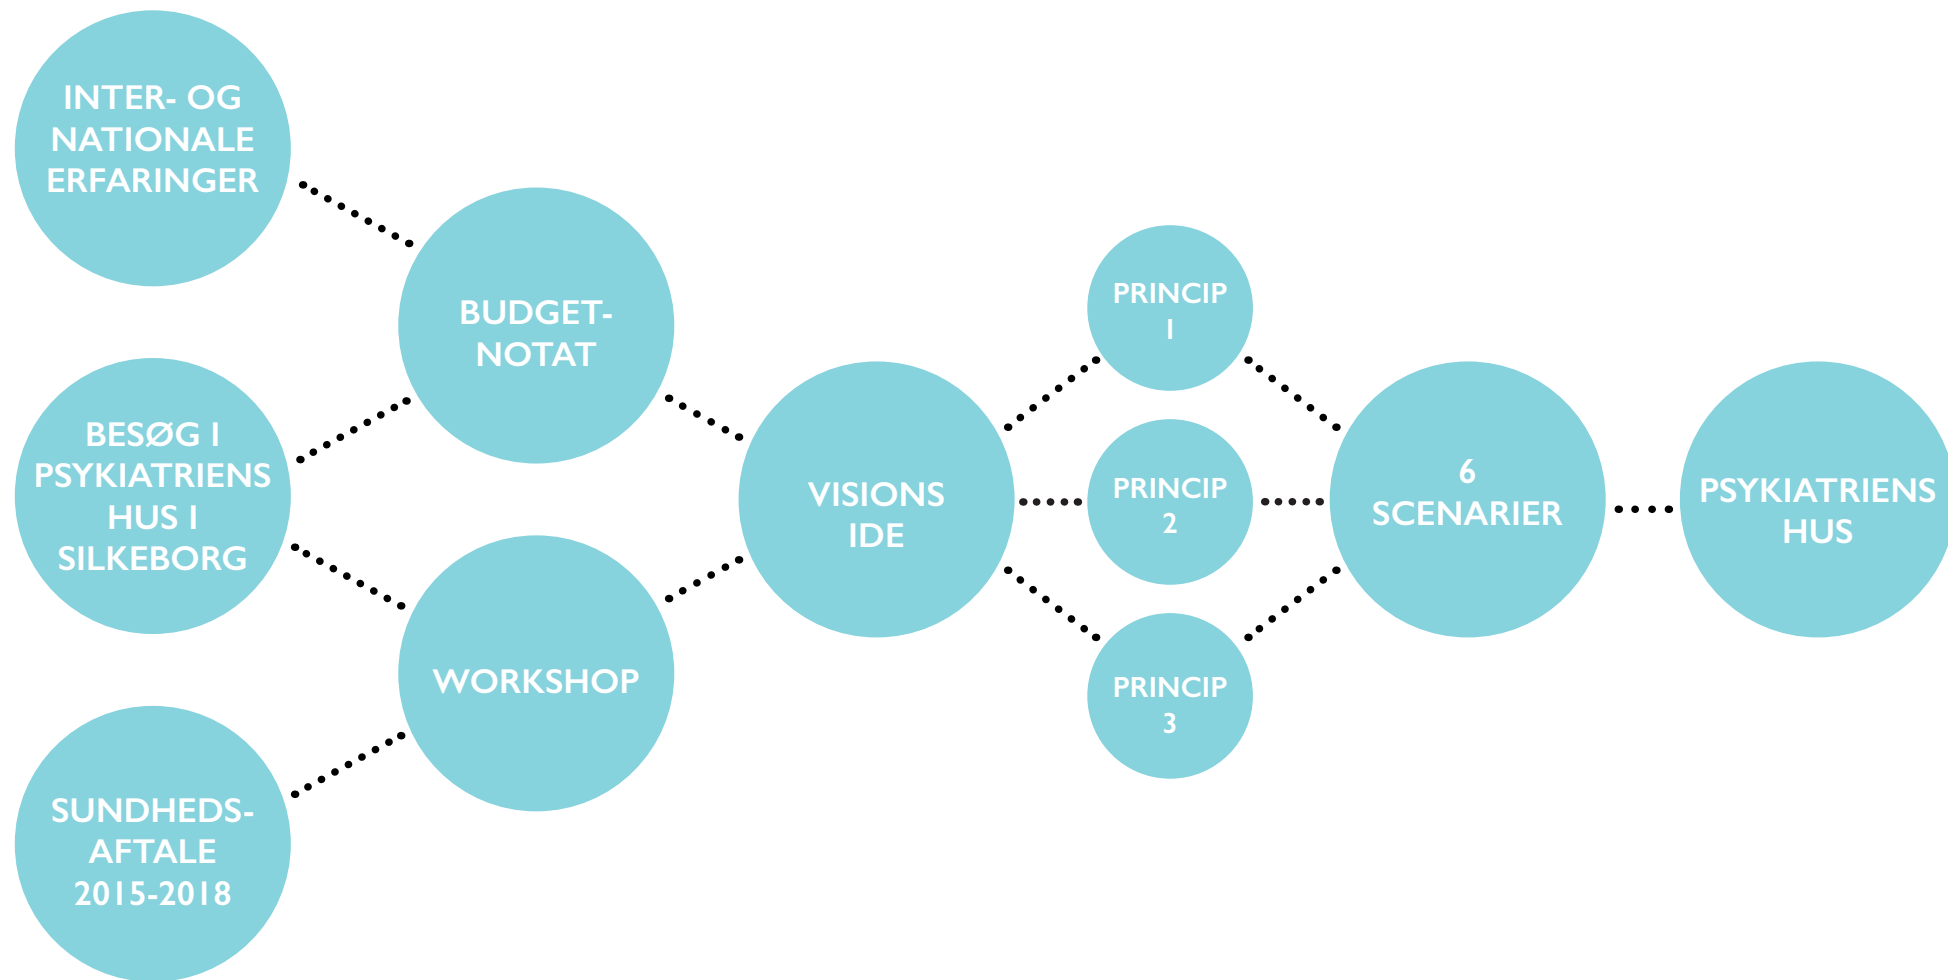 INTER- OG
NATIONALE
ERFARINGER
BESØG I
PSYKIATRIENS
HUS I
SILKEBORG
SUNDHEDS-
AFTALE
2015-2018
BUDGET-
NOTAT
WORKSHOP
VISIONS
IDE
PRINCIP
1
PRINCIP
2
PRINCIP
3
6
SCENARIER
PSYKIATRIENS
HUS